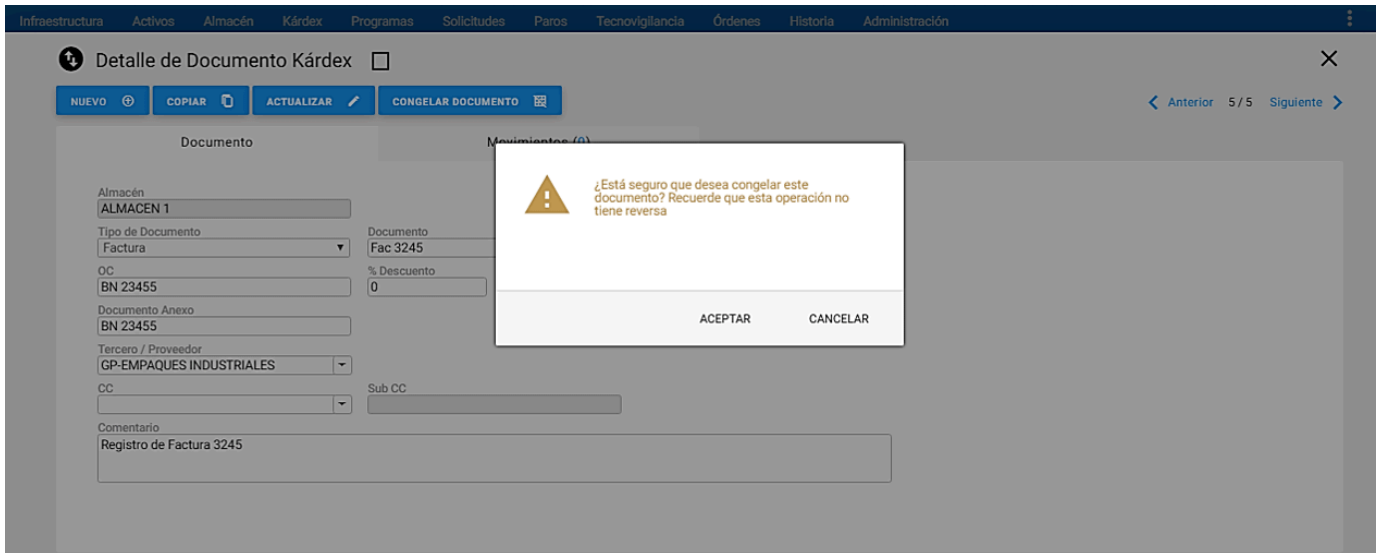 Infraestructura Activos Almacén Kárdex Programas Solicitudes Paros Tecnovigilancia Órdenes Historia Administración
Detalle de Documento Kárdex
NUEVO COPIAR ACTUALIZAR CONGELAR DOCUMENTO Anterior 5 / 5 Siguiente
Documento Movimientos (0)
¿Está seguro que desea congelar este
documento? Recuerde que esta operación no
tiene reversa
ACEPTAR CANCELAR
Almacén
ALMACEN 1
Tipo de Documento Documento
Factura Fac 3245
OC % Descuento
BN 23455 0
Documento Anexo
BN 23455
Tercero / Proveedor
GP-EMPAQUES INDUSTRIALES
CC Sub CC
Comentario
Registro de Factura 3245